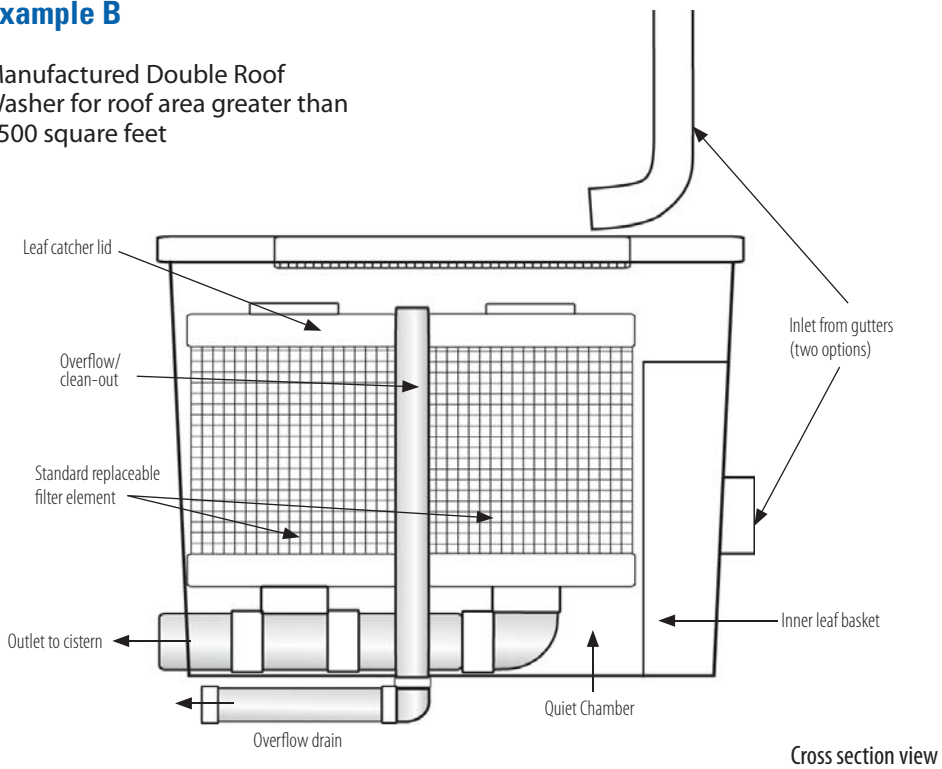 xample B
Manufactured Double Roof
Washer for roof area greater than
500 square feet
Leaf catcher lid
Overflow/
clean-out
Inlet from gutters
(two options)
Standard replaceable
filter element
Inner leaf basket
Outlet to cistern
Quiet Chamber
Overflow drain
Cross section view